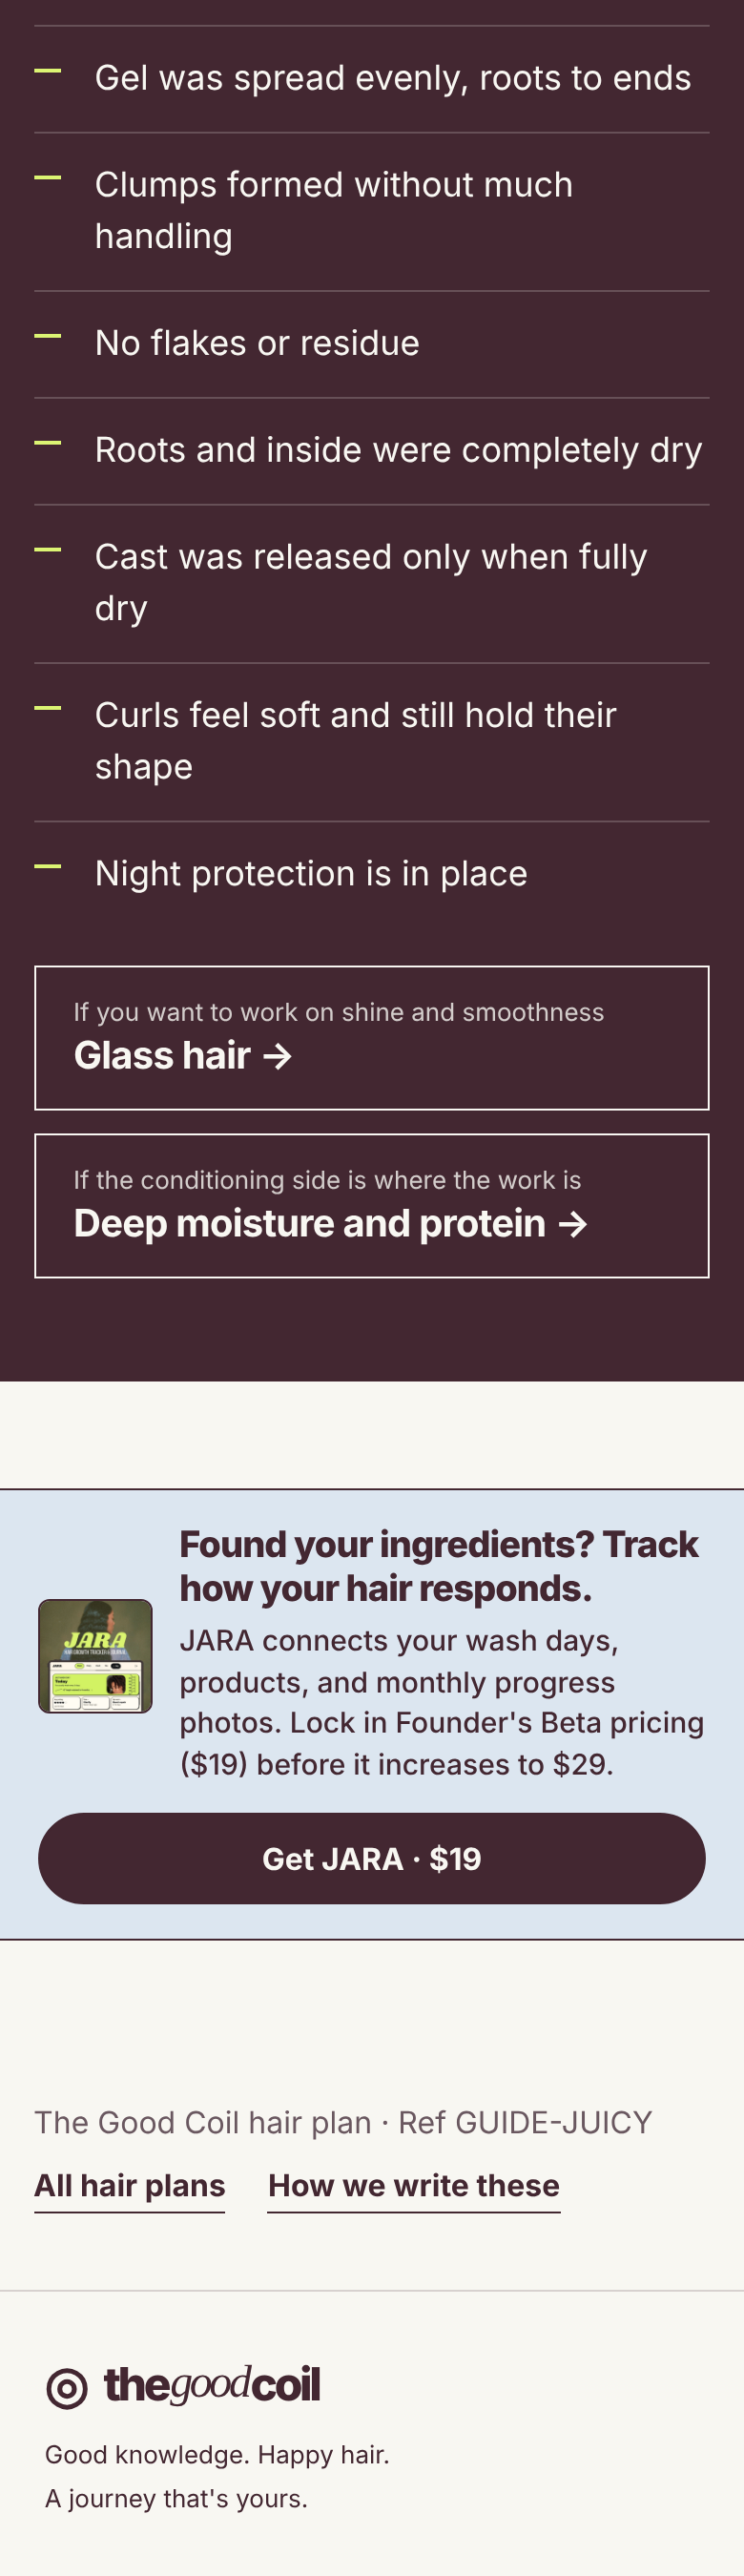 Gel was spread evenly, roots to ends
Clumps formed without much
handling
No flakes or residue
Roots and inside were completely dry
Cast was released only when fully
dry
Curls feel soft and still hold their
shape
Night protection is in place
If you want to work on shine and smoothness
Glass hair →
If the conditioning side is where the work is
Deep moisture and protein →
Found your ingredients? Track
how your hair responds.
JARA
JARA connects your wash days,
products, and monthly progress
photos. Lock in Founder's Beta pricing
($19) before it increases to $29.
Get JARA · $19
The Good Coil hair plan · Ref GUIDE-JUICY
All hair plans How we write these
thegoodcoil
Good knowledge. Happy hair.
A journey that's yours.